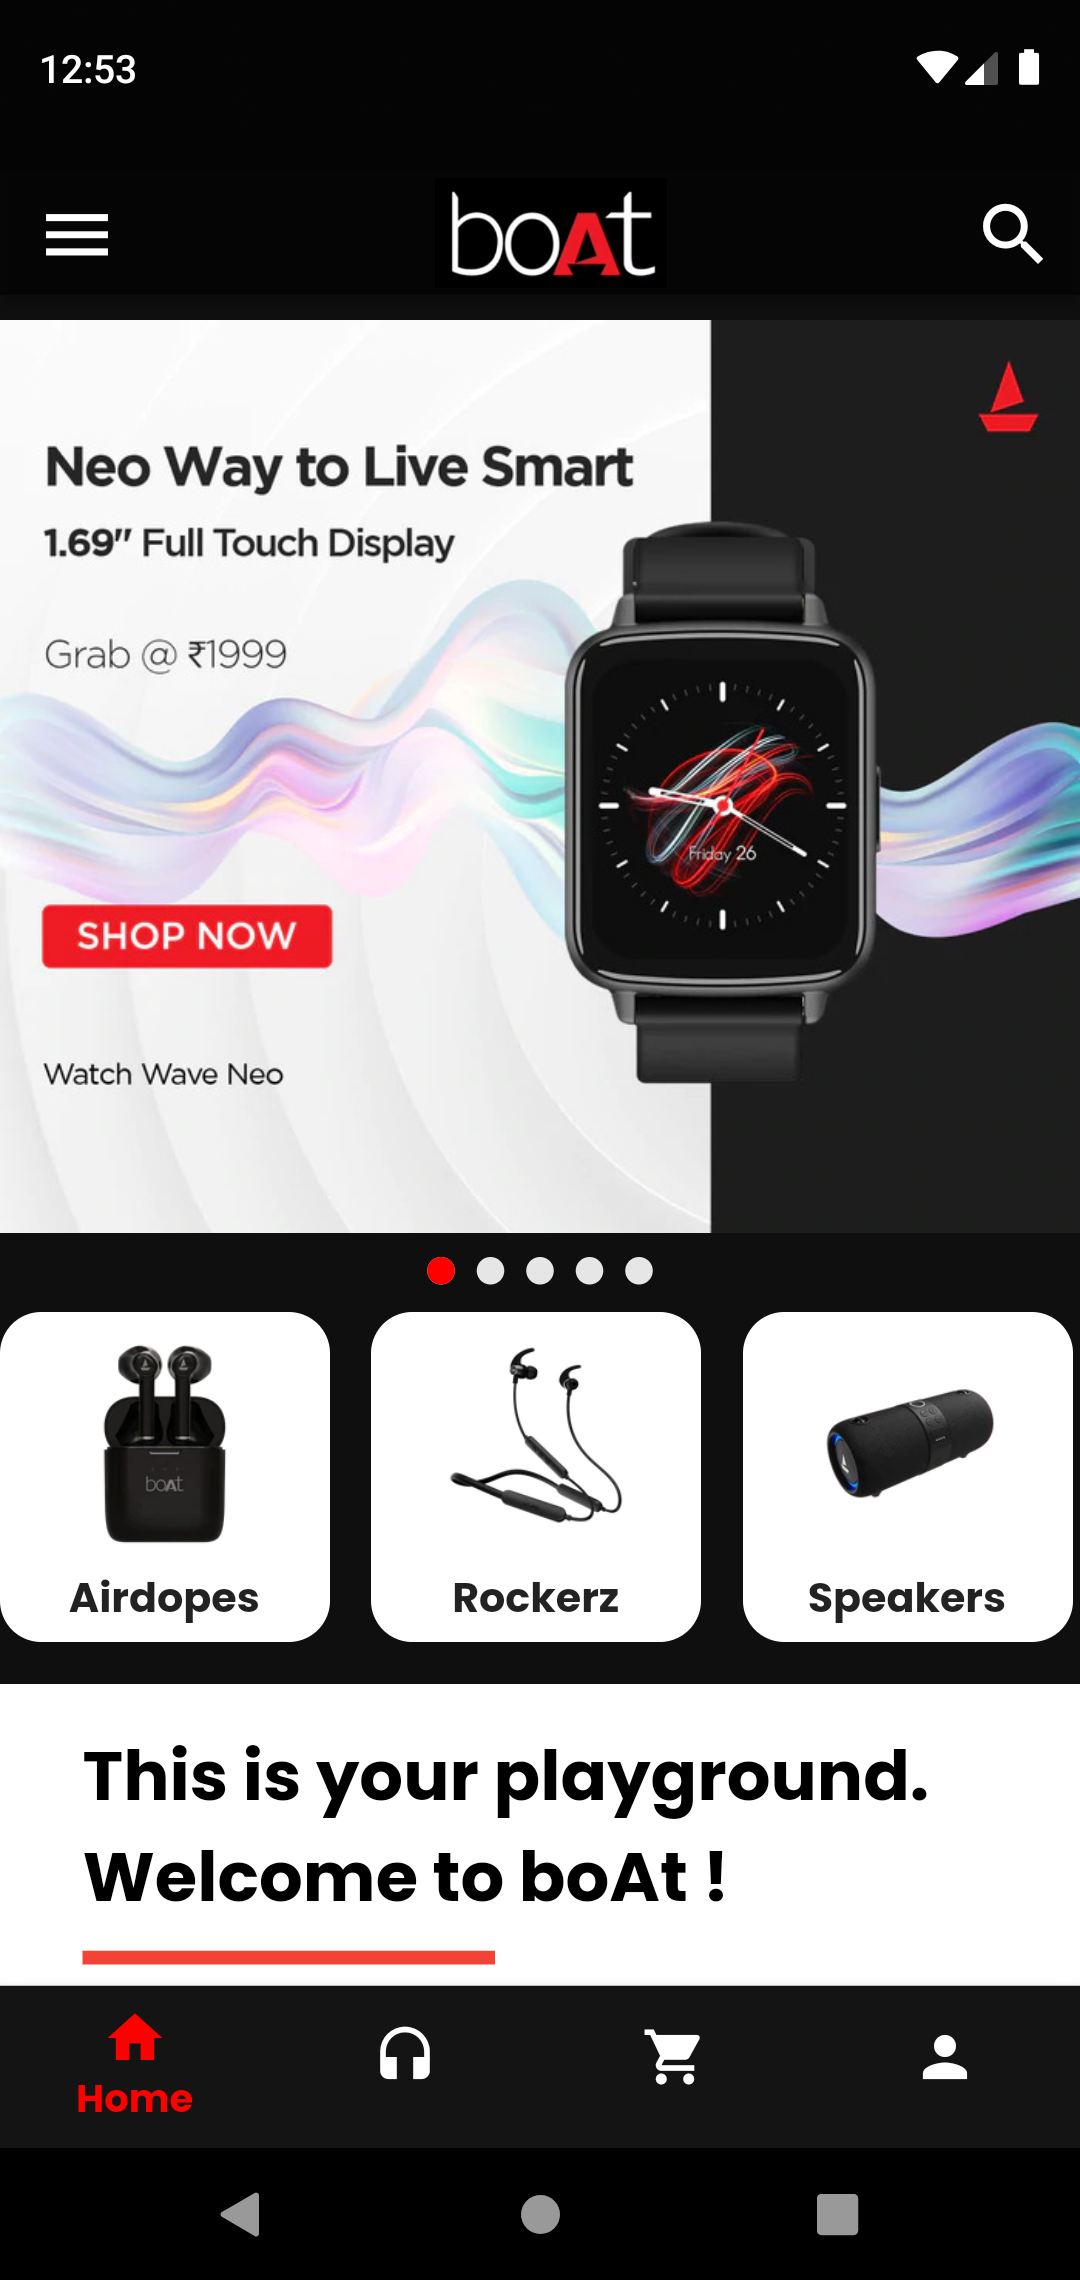 12:53
boAt
Neo Way to Live Smart
1.69" Full Touch Display
Grab @ ₹1999
Friday 26
SHOP NOW
Watch Wave Neo
boAt
Airdopes
Rockerz
Speakers
This is your playground.
Welcome to boAt !
Home